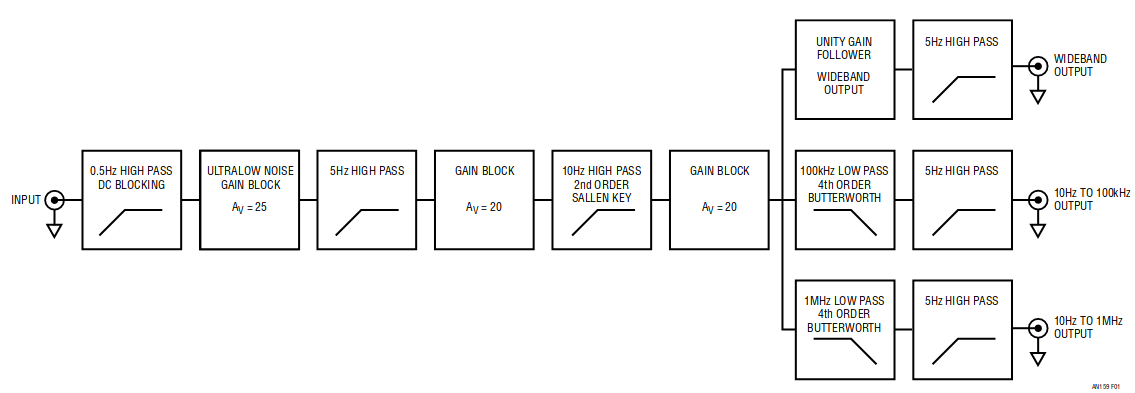 INPUT
0.5Hz HIGH PASS
DC BLOCKING
ULTRALOW NOISE
GAIN BLOCK
AV = 25
5Hz HIGH PASS
GAIN BLOCK
AV = 20
10Hz HIGH PASS
2nd ORDER
SALLEN KEY
GAIN BLOCK
AV = 20
UNITY GAIN
FOLLOWER
WIDEBAND
OUTPUT
5Hz HIGH PASS
WIDEBAND
OUTPUT
100kHz LOW PASS
4th ORDER
BUTTERWORTH
5Hz HIGH PASS
10Hz TO 100kHz
OUTPUT
1MHz LOW PASS
4th ORDER
BUTTERWORTH
5Hz HIGH PASS
10Hz TO 1MHz
OUTPUT
AN159 F01